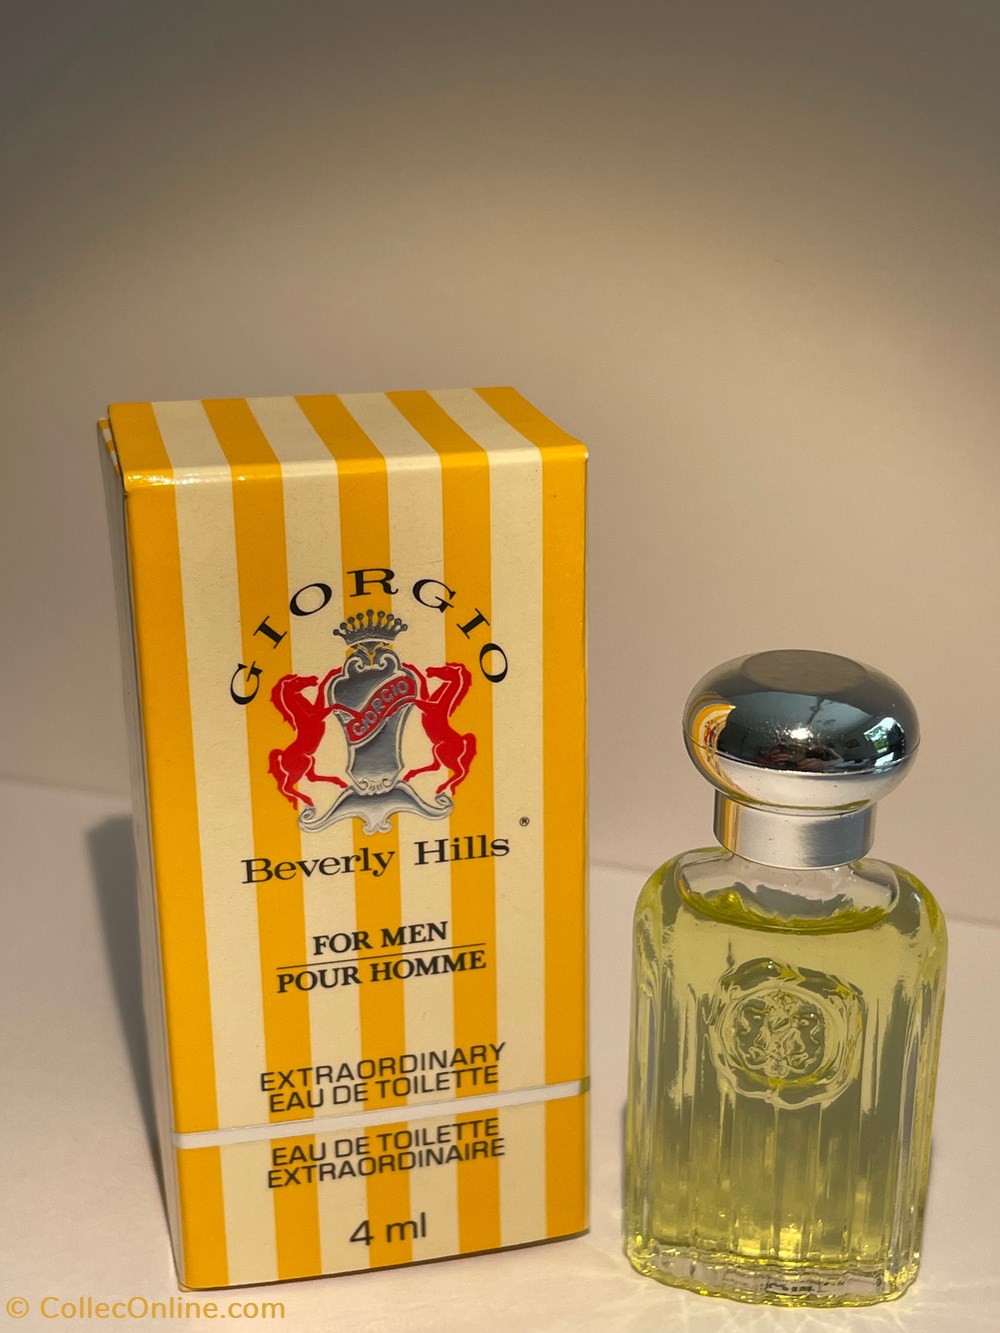 GIORGIO
GIORGIO
Beverly Hills®
FOR MEN
POUR HOMME
EXTRAORDINARY
EAU DE TOILETTE
EAU DE TOILETTE
EXTRAORDINAIRE
4 ml
© CollecOnline.com